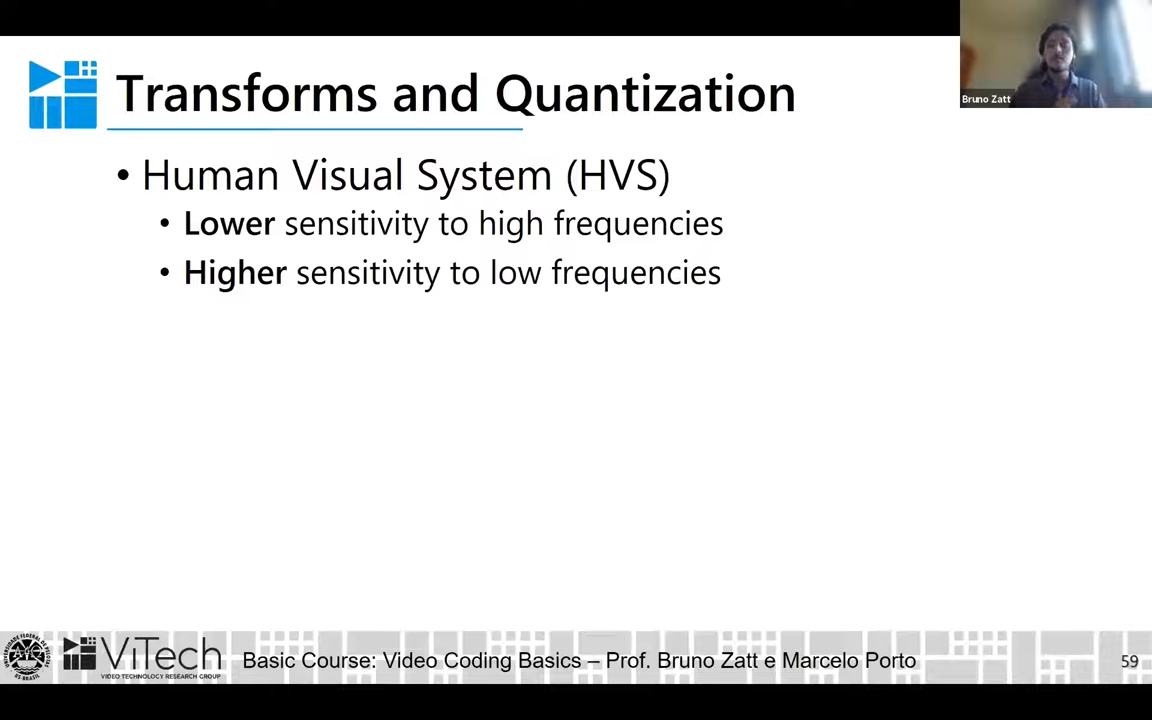 Transforms and Quantization
Bruno Zatt
• Human Visual System (HVS)
• Lower sensitivity to high frequencies
• Higher sensitivity to low frequencies
ViTech
VIDEO TECHNOLOGY RESEARCH GROUP
Basic Course: Video Coding Basics – Prof. Bruno Zatt e Marcelo Porto
59